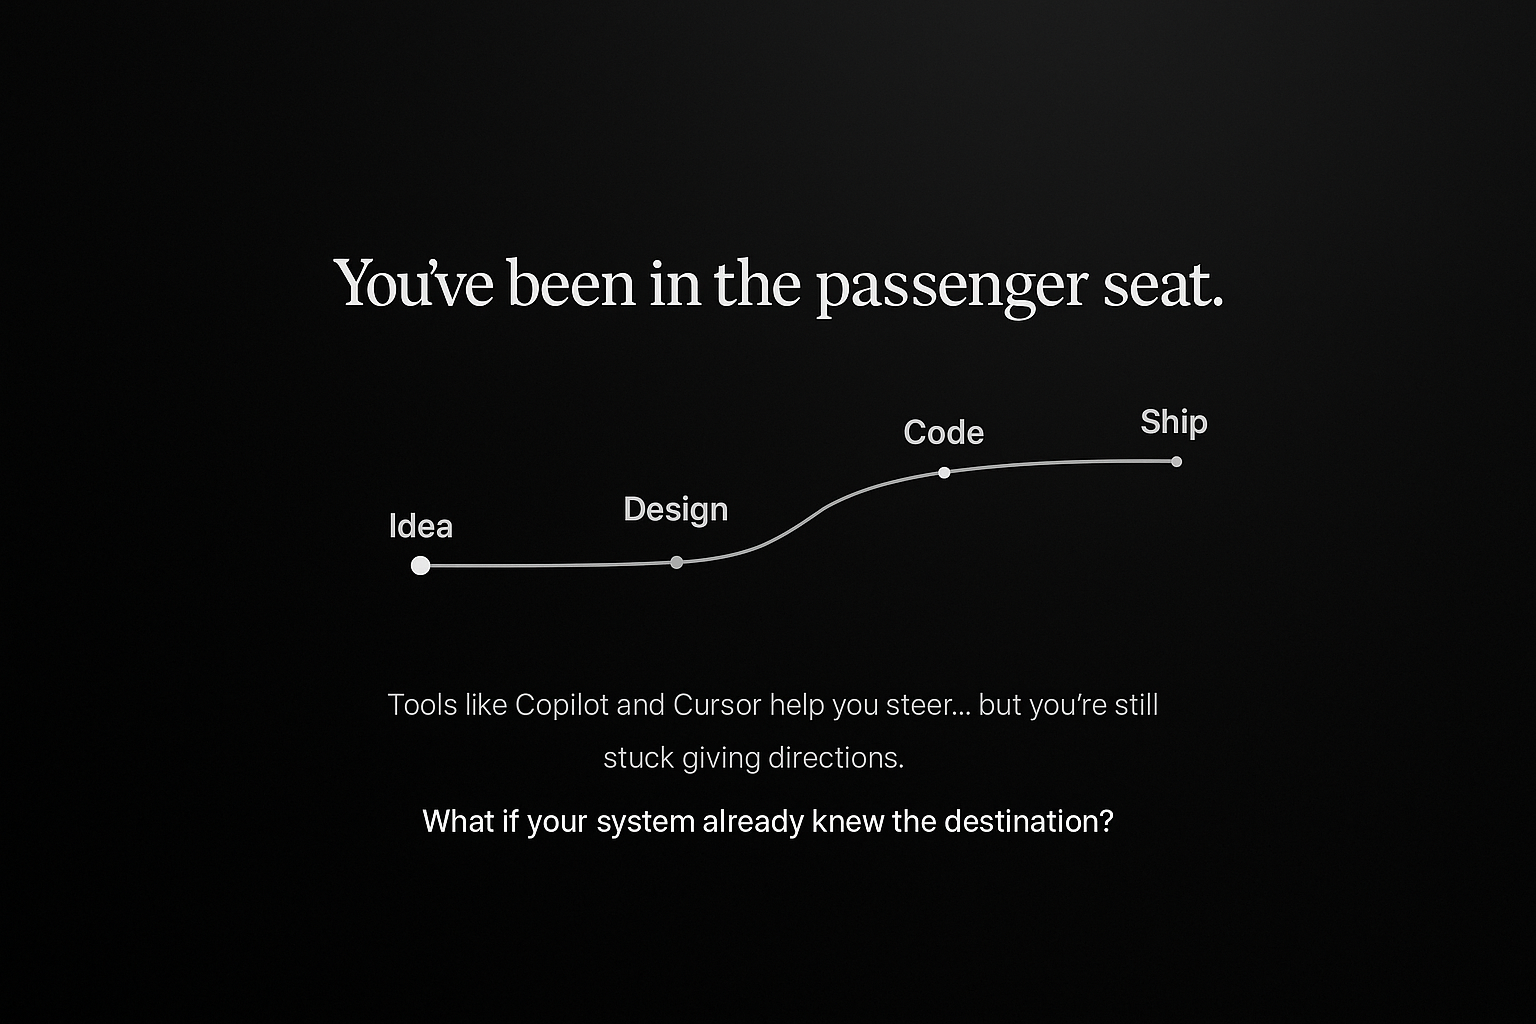 You’ve been in the passenger seat.
Idea
Design
Code
Ship
Tools like Copilot and Cursor help you steer... but you’re still
stuck giving directions.
What if your system already knew the destination?